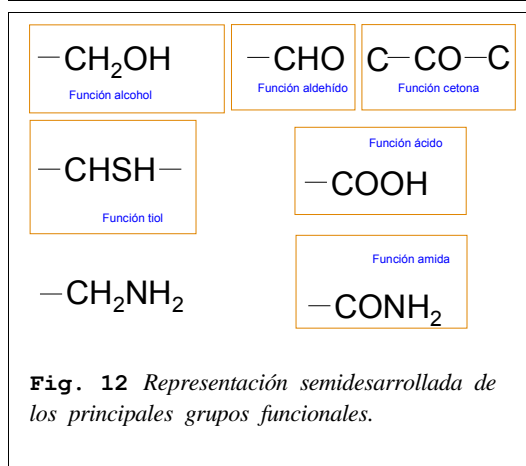 —CH₂OH
Función alcohol
—CHO
Función aldehído
C—CO—C
Función cetona
—CHSH—
Función tiol
Función ácido
—COOH
—CH₂NH₂
Función amida
—CONH₂
Fig. 12 Representación semidesarrollada de
los principales grupos funcionales.